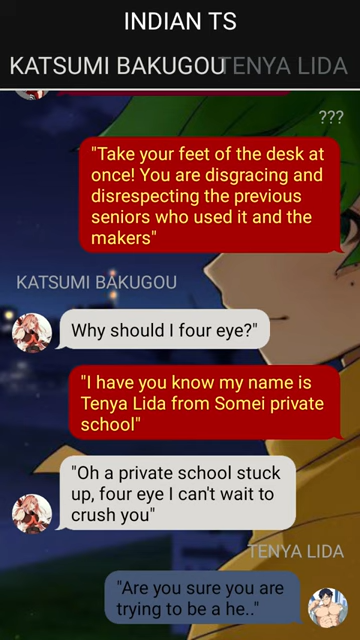 INDIAN TS
KATSUMI BAKUGOU TENYA LIDA
???
"Take your feet of the desk at
once! You are disgracing and
disrespecting the previous
seniors who used it and the
makers"
KATSUMI BAKUGOU
Why should I four eye?"
"I have you know my name is
Tenya Lida from Somei private
school"
"Oh a private school stuck
up, four eye I can't wait to
crush you"
TENYA LIDA
"Are you sure you are
trying to be a he.."